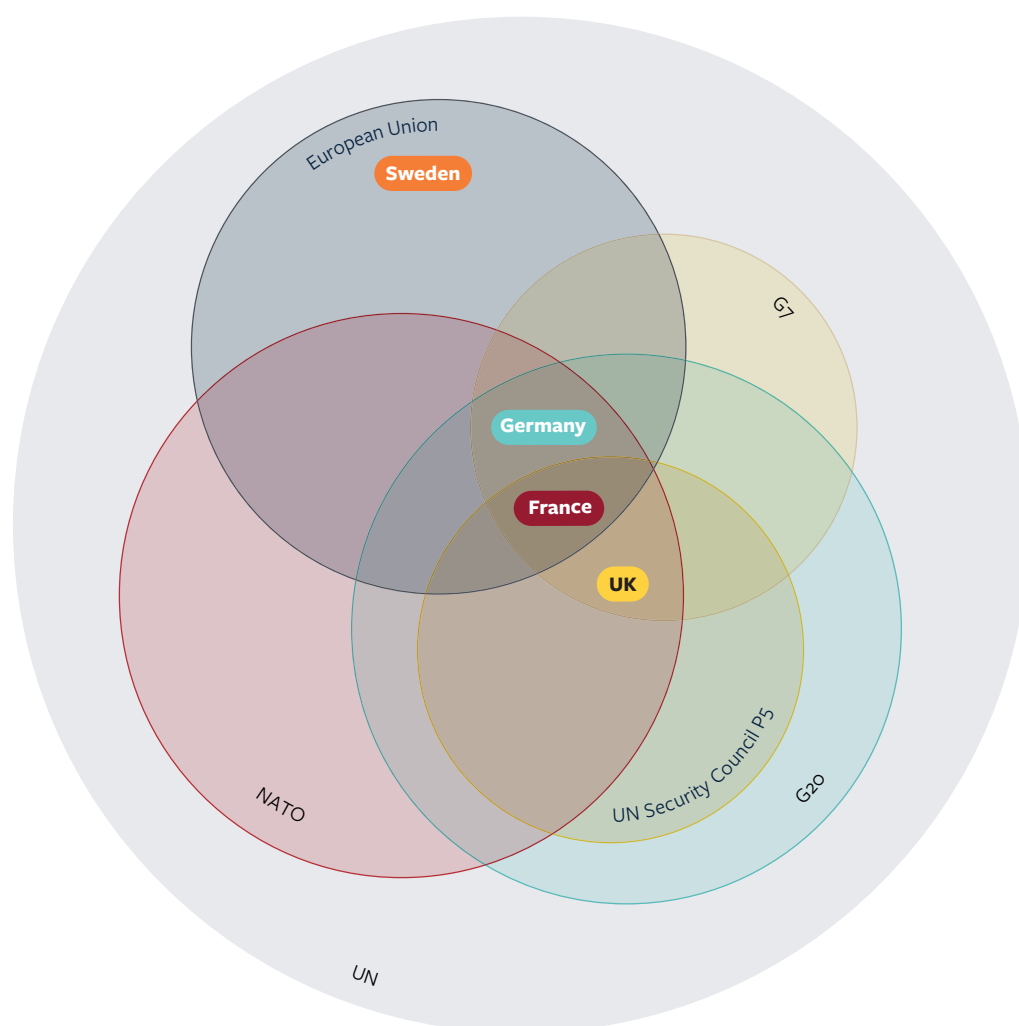 European Union
Sweden
G7
Germany
France
UK
UN Security Council P5
G20
NATO
UN